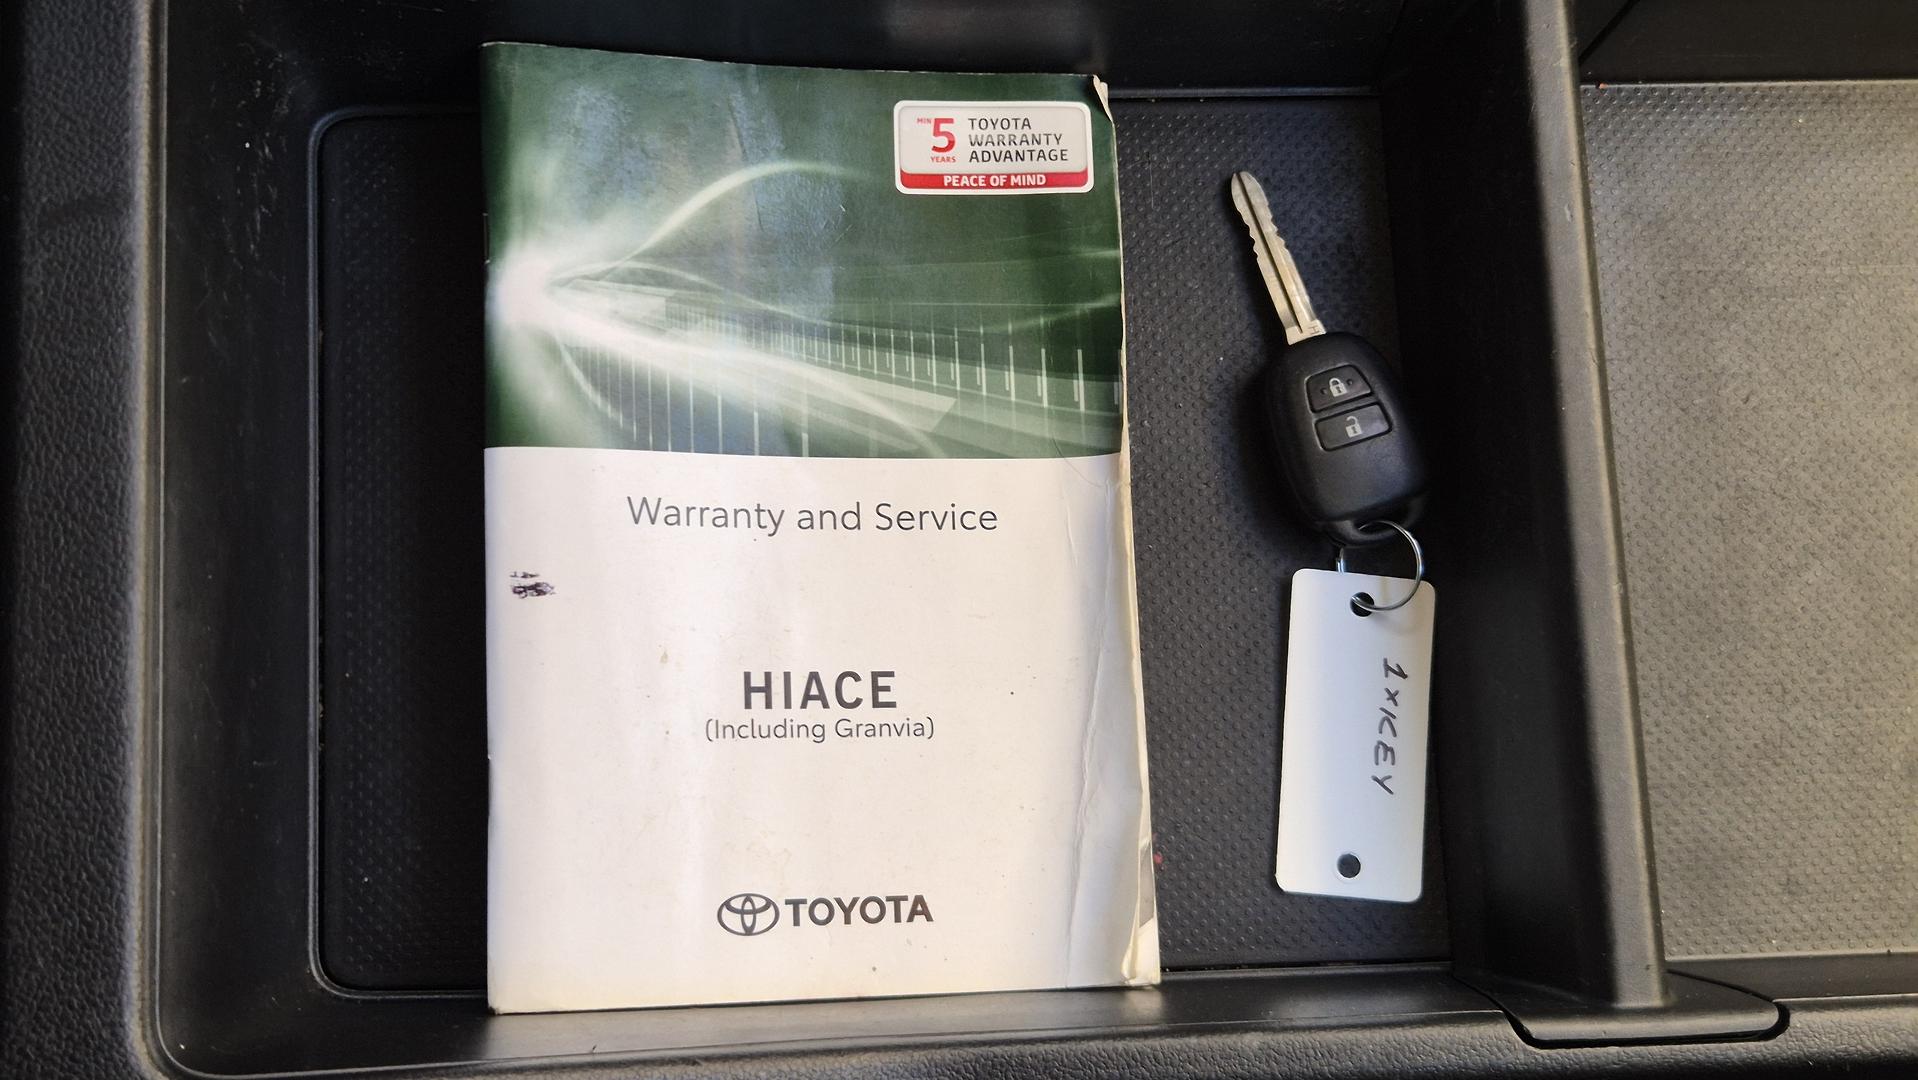 MIN 5 YEARS
TOYOTA
WARRANTY
ADVANTAGE
PEACE OF MIND
Warranty and Service
HIACE
(Including Granvia)
TOYOTA
H
1xKEY